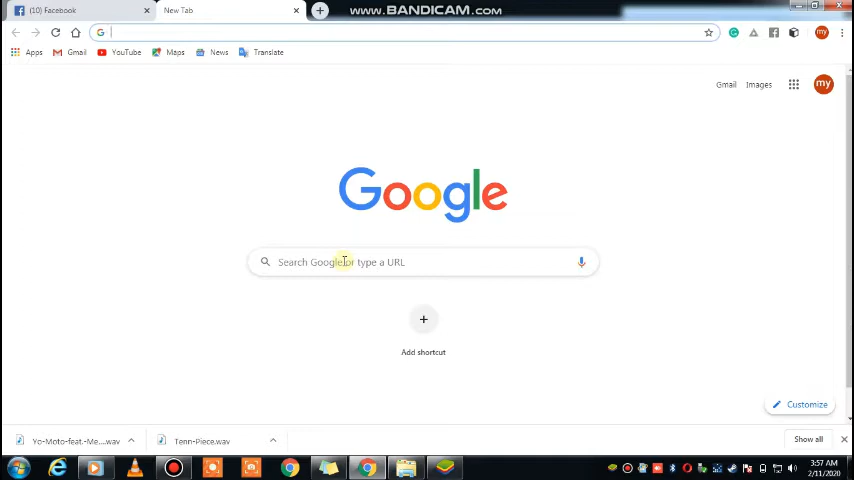 (10) Facebook
New Tab
WWW.BANDICAM.COM
Apps
Gmail
YouTube
Maps
News
Translate
my
Gmail
Images
my
Google
Search Google or type a URL
Add shortcut
Customize
Yo-Moto-feat.-Me....wav
Tenn-Piece.wav
Show all
3:57 AM
2/11/2020